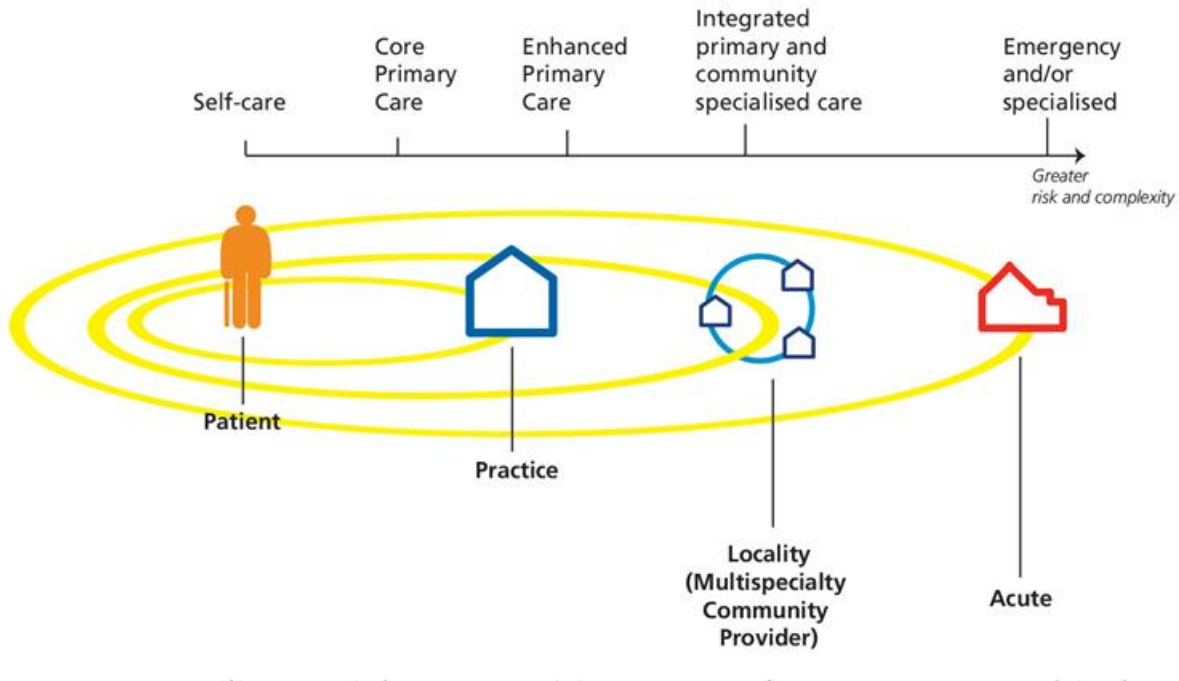 Self-care
Core
Primary
Care
Enhanced
Primary
Care
Integrated
primary and
community
specialised care
Emergency
and/or
specialised
Greater
risk and complexity
Patient
Practice
Locality
(Multispecialty
Community
Provider)
Acute